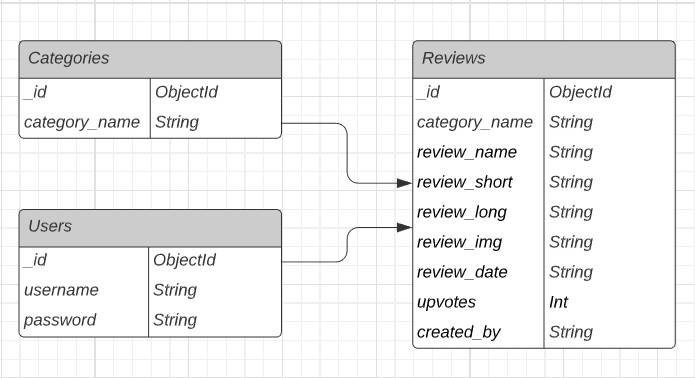 Categories
_id ObjectId
category_name String
Users
_id ObjectId
username String
password String
Reviews
_id ObjectId
category_name String
review_name String
review_short String
review_long String
review_img String
review_date String
upvotes Int
created_by String